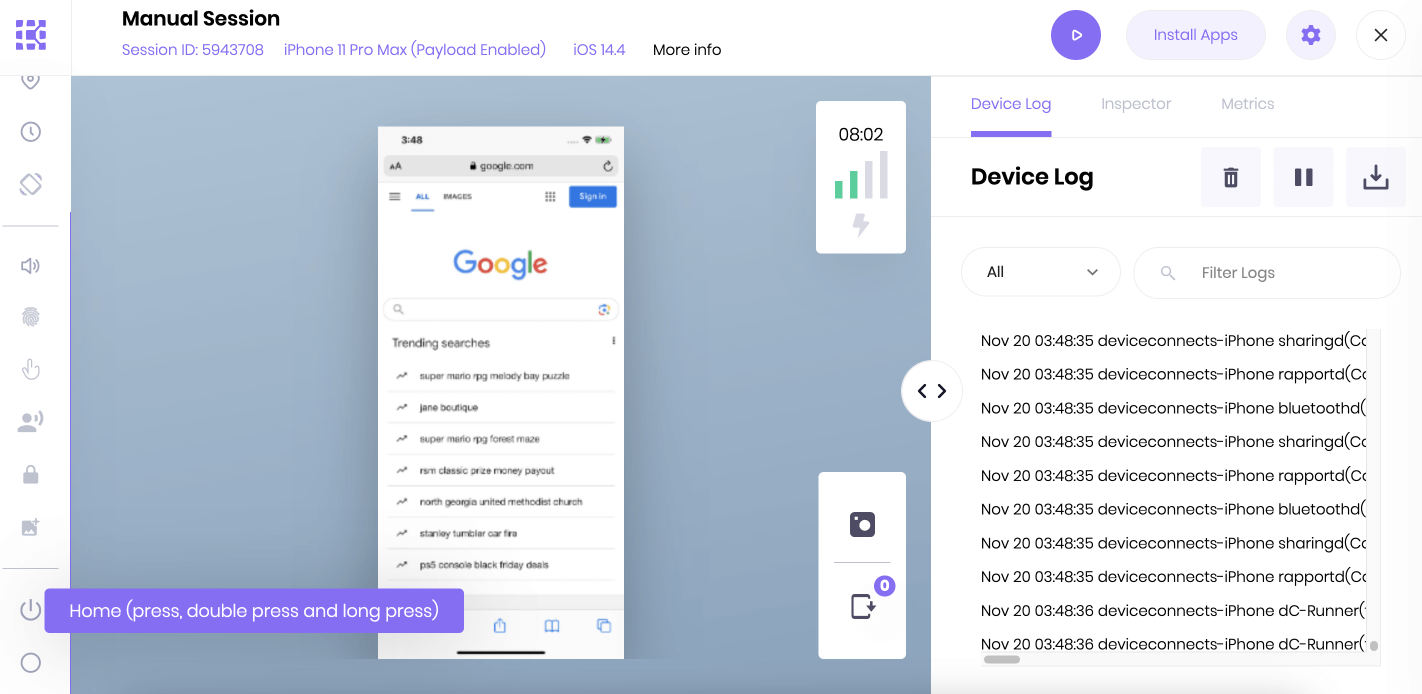 Manual Session
Session ID: 5943708 iPhone 11 Pro Max (Payload Enabled) iOS 14.4 More info
Install Apps
3:48
AA google.com
ALL IMAGES Sign in
Google
Trending searches
super mario rpg melody bay puzzle
jane boutique
super mario rpg forest maze
rsm classic prize money payout
north georgia united methodist church
stanley tumbler car fire
ps5 console black friday deals
Home (press, double press and long press)
08:02
0
Device Log Inspector Metrics
Device Log
All Filter Logs
Nov 20 03:48:35 deviceconnects-iPhone sharingd(Co
Nov 20 03:48:35 deviceconnects-iPhone rapportd(Co
Nov 20 03:48:35 deviceconnects-iPhone bluetoothd(
Nov 20 03:48:35 deviceconnects-iPhone sharingd(Co
Nov 20 03:48:35 deviceconnects-iPhone rapportd(Co
Nov 20 03:48:35 deviceconnects-iPhone bluetoothd(
Nov 20 03:48:35 deviceconnects-iPhone sharingd(Co
Nov 20 03:48:35 deviceconnects-iPhone rapportd(Co
Nov 20 03:48:36 deviceconnects-iPhone dC-Runner(
Nov 20 03:48:36 deviceconnects-iPhone dC-Runner(